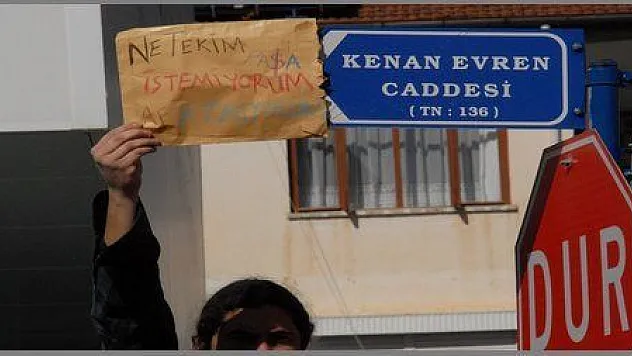 NETEKİM
PAŞA
İSTEMİYORUM
KENAN EVREN
CADDESİ
( TN : 136 )
DUR